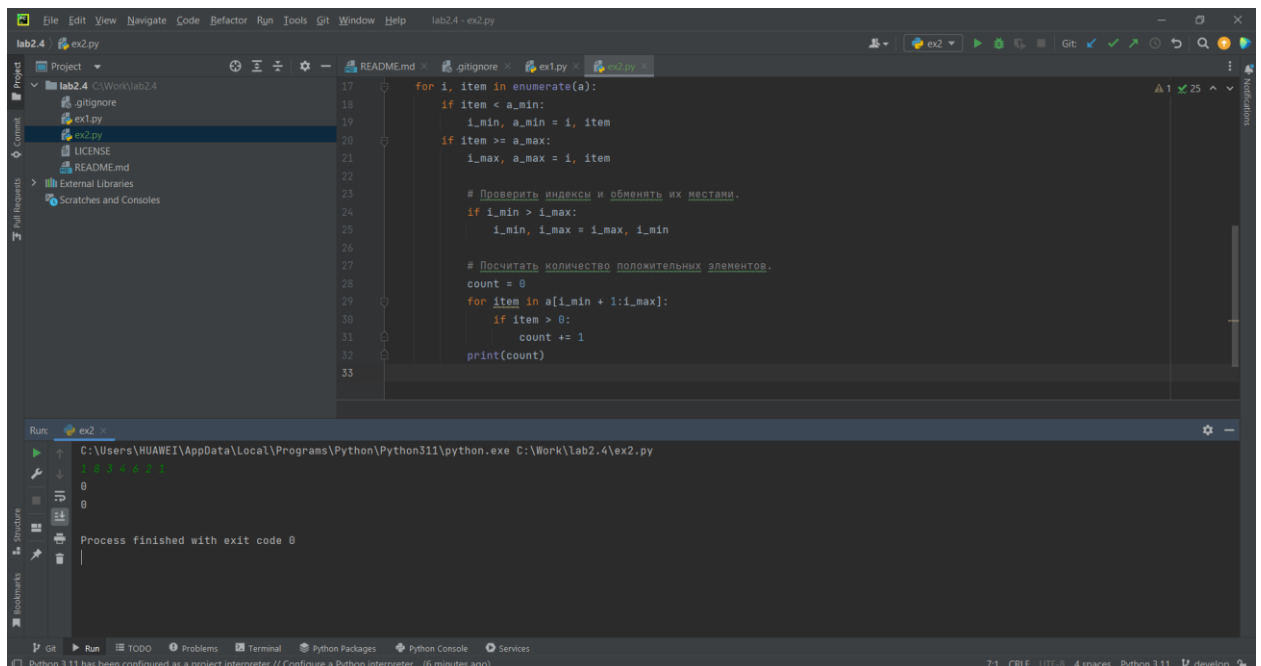 File Edit View Navigate Code Refactor Run Tools Git Window Help lab2.4 - ex2.py
lab2.4 ex2.py ex2 Git:
Project README.md .gitignore ex1.py ex2.py
lab2.4 C:\Work\lab2.4
.gitignore
ex1.py
ex2.py
LICENSE
README.md
External Libraries
Scratches and Consoles
Project
Commit
Pull Requests
Structure
Bookmarks
Notifications
1 25
17 for i, item in enumerate(a):
18 if item < a_min:
19 i_min, a_min = i, item
20 if item >= a_max:
21 i_max, a_max = i, item
22
23 # Проверить индексы и обменять их местами.
24 if i_min > i_max:
25 i_min, i_max = i_max, i_min
26
27 # Посчитать количество положительных элементов.
28 count = 0
29 for item in a[i_min + 1:i_max]:
30 if item > 0:
31 count += 1
32 print(count)
33
Run: ex2
C:\Users\HUAWEI\AppData\Local\Programs\Python\Python311\python.exe C:\Work\lab2.4\ex2.py
0
0
Process finished with exit code 0
Git Run TODO Problems Terminal Python Packages Python Console Services
Python 3.11 has been configured as a project interpreter // Configure a Python interpreter... (6 minutes ago) 7:1 CRLF UTF-8 4 spaces Python 3.11 develop